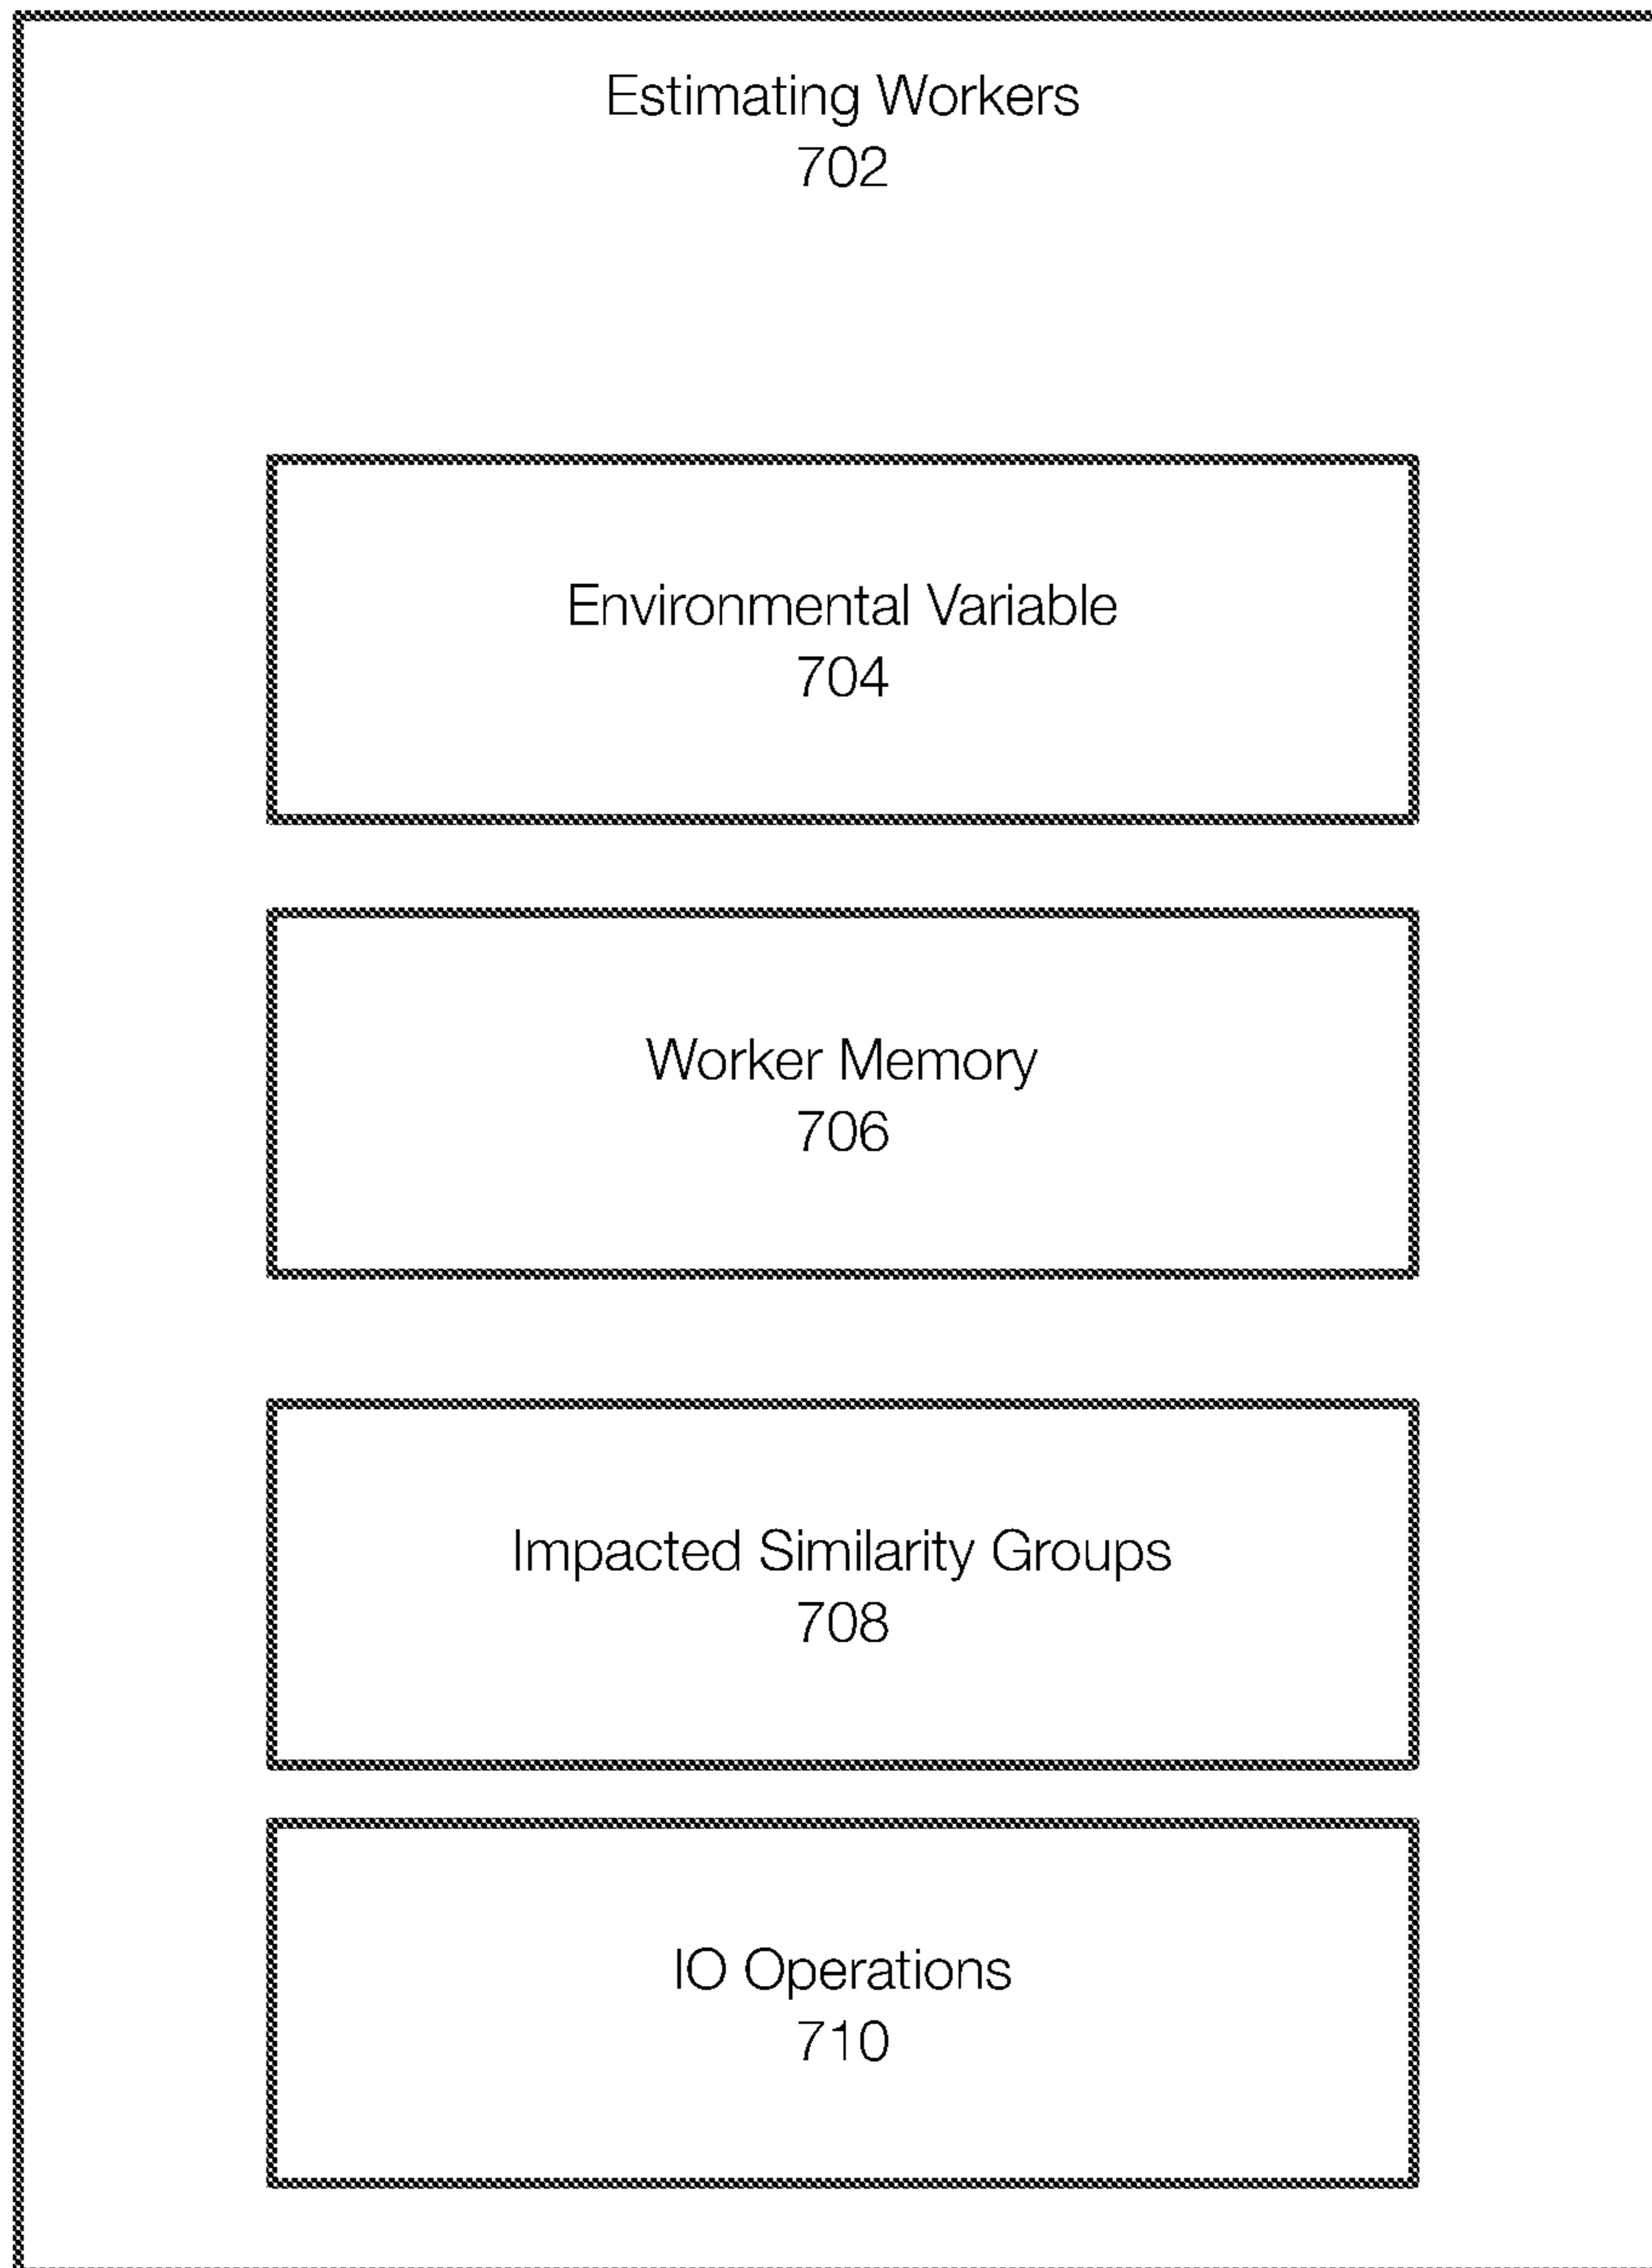 Estimating Workers
702
Environmental Variable
704
Worker Memory
706
Impacted Similarity Groups
708
IO Operations
710